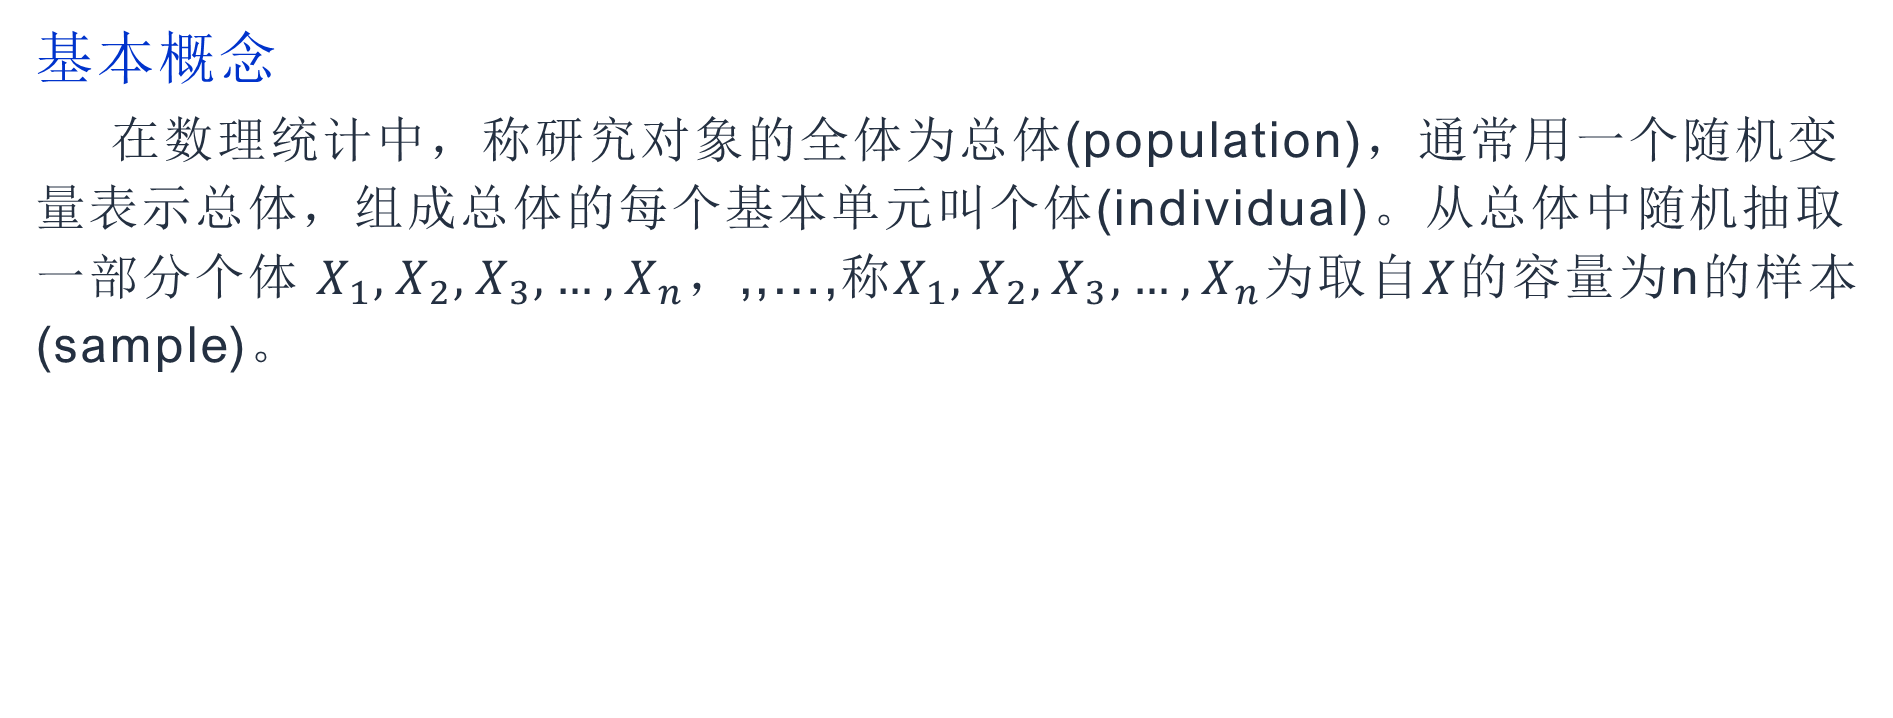 基本概念
在数理统计中，称研究对象的全体为总体(population)，通常用一个随机变
量表示总体，组成总体的每个基本单元叫个体(individual)。从总体中随机抽取
一部分个体 X₁, X₂, X₃, … , Xₙ，,,…,称X₁, X₂, X₃, … , Xₙ为取自X的容量为n的样本
(sample)。